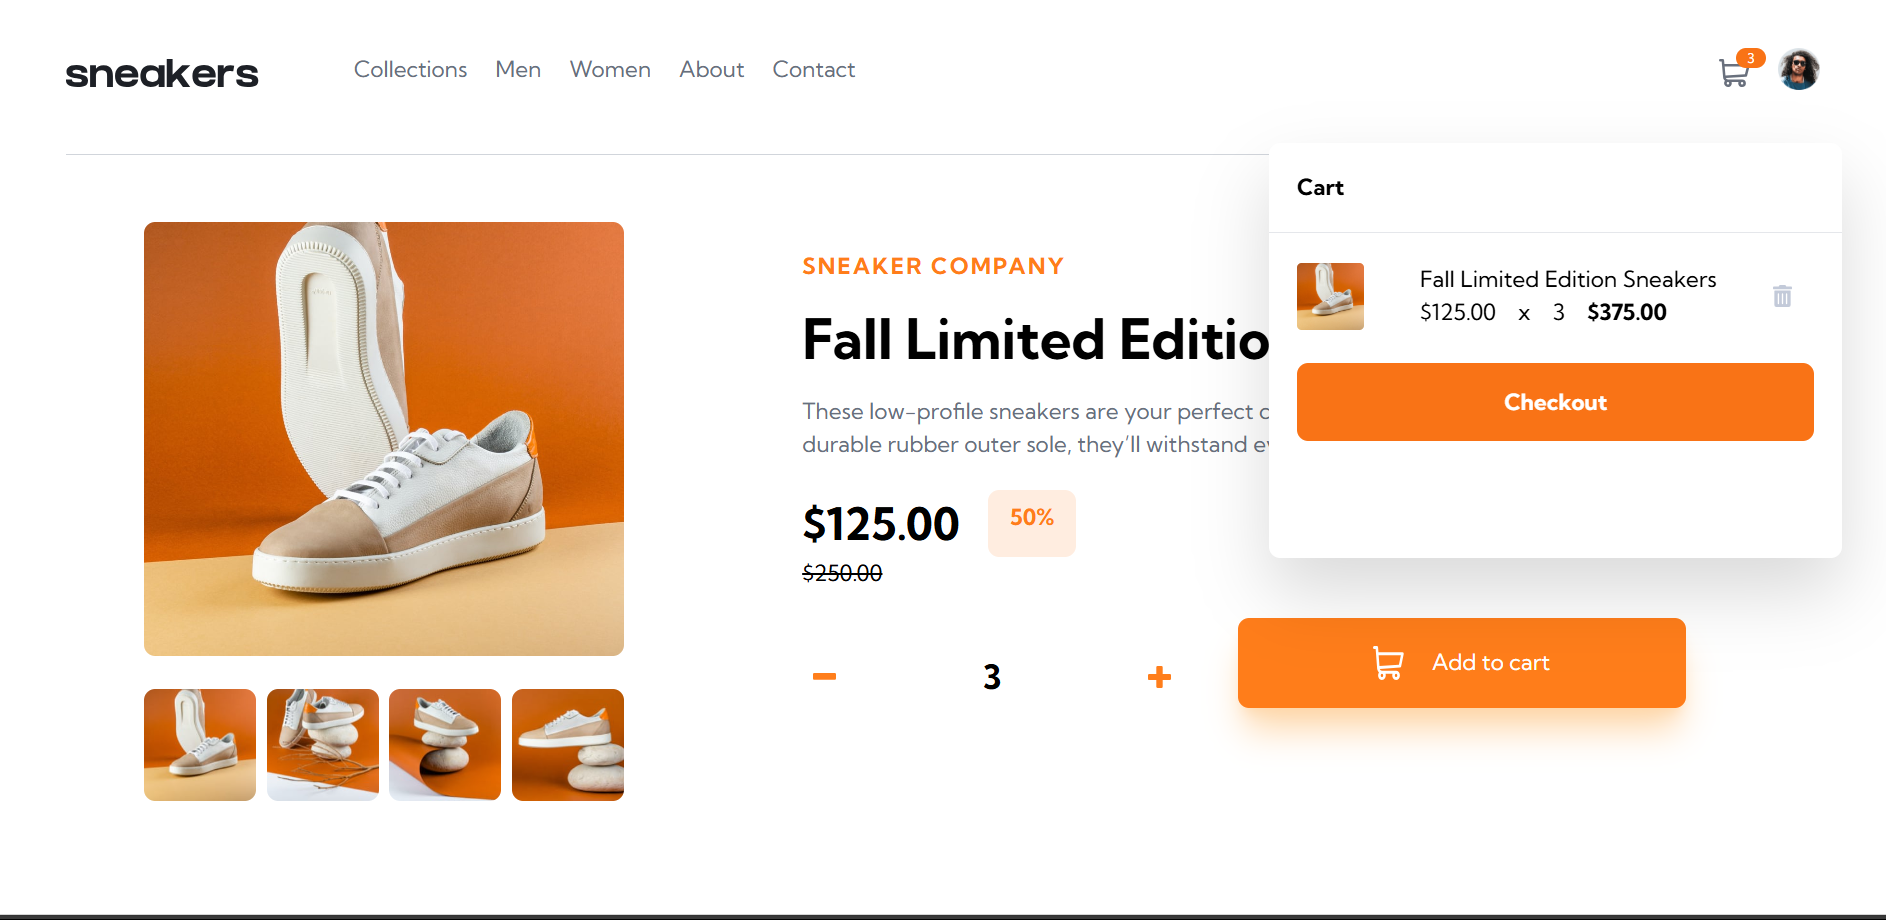 sneakers
Collections Men Women About Contact
3
Cart
Fall Limited Edition Sneakers
$125.00 x 3 $375.00
Checkout
SNEAKER COMPANY
Fall Limited Editio
These low-profile sneakers are your perfect
durable rubber outer sole, they’ll withstand
$125.00 50%
$250.00
3
Add to cart